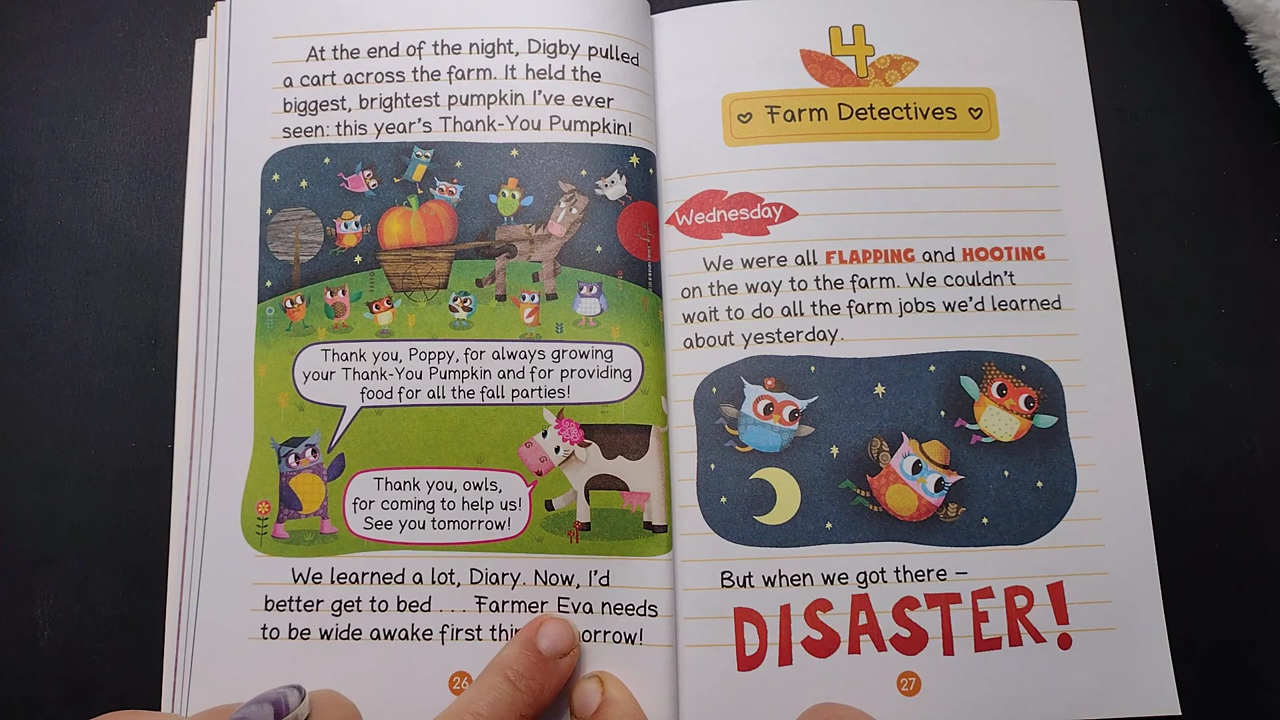 At the end of the night, Digby pulled
a cart across the farm. It held the
biggest, brightest pumpkin I've ever
seen: this year's Thank-You Pumpkin!
Thank you, Poppy, for always growing
your Thank-You Pumpkin and for providing
food for all the fall parties!
Thank you, owls,
for coming to help us!
See you tomorrow!
We learned a lot, Diary. Now, I'd
better get to bed . . . Farmer Eva needs
to be wide awake first
26
4
Farm Detectives
Wednesday
We were all FLAPPING and HOOTING
on the way to the farm. We couldn't
wait to do all the farm jobs we'd learned
about yesterday.
But when we got there –
DISASTER!
27